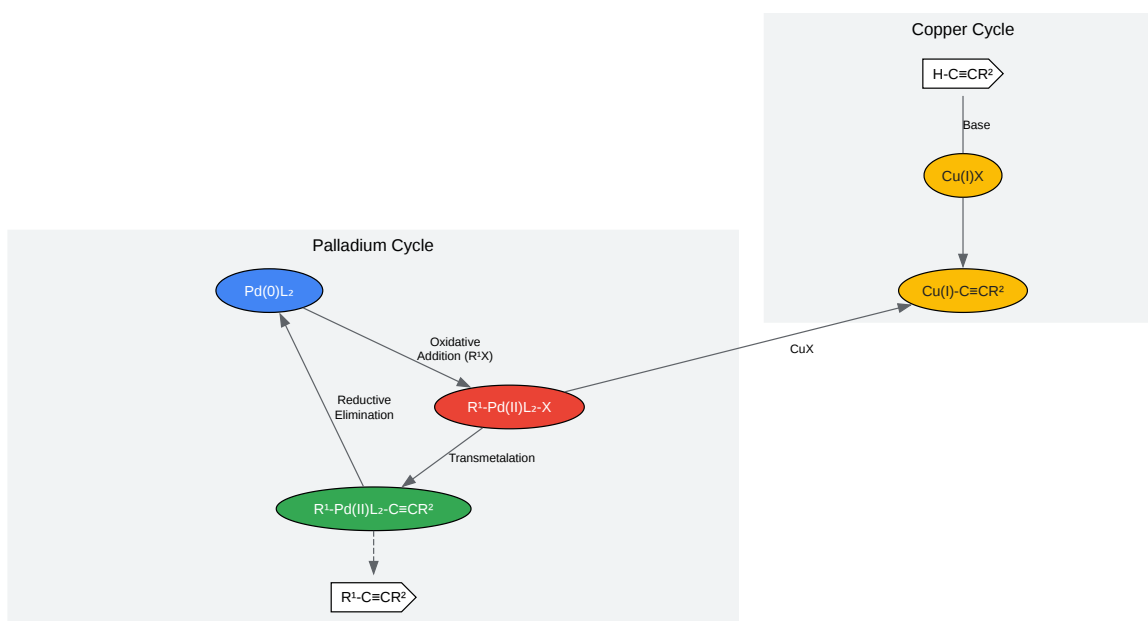 Copper Cycle
H-C≡CR²
Base
Cu(I)X
Cu(I)-C≡CR²
CuX
Palladium Cycle
Pd(0)L₂
Oxidative
Addition (R¹X)
R¹-Pd(II)L₂-X
Reductive
Elimination
Transmetalation
R¹-Pd(II)L₂-C≡CR²
R¹-C≡CR²